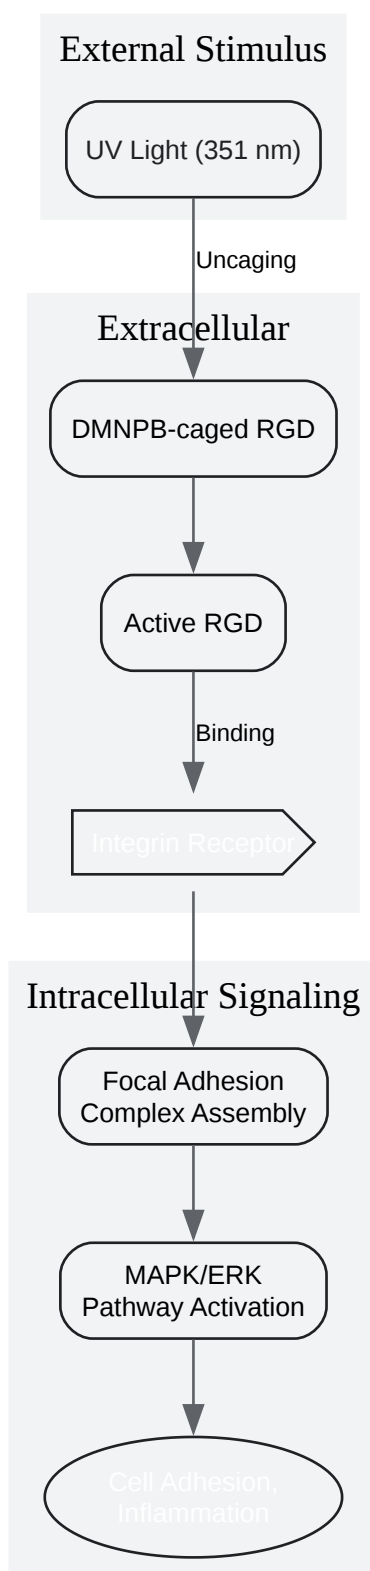 External Stimulus
UV Light (351 nm)
Uncaging
Extracellular
DMNPB-caged RGD
Active RGD
Binding
Integrin Receptor
Intracellular Signaling
Focal Adhesion
Complex Assembly
MAPK/ERK
Pathway Activation
Cell Adhesion,
Inflammation